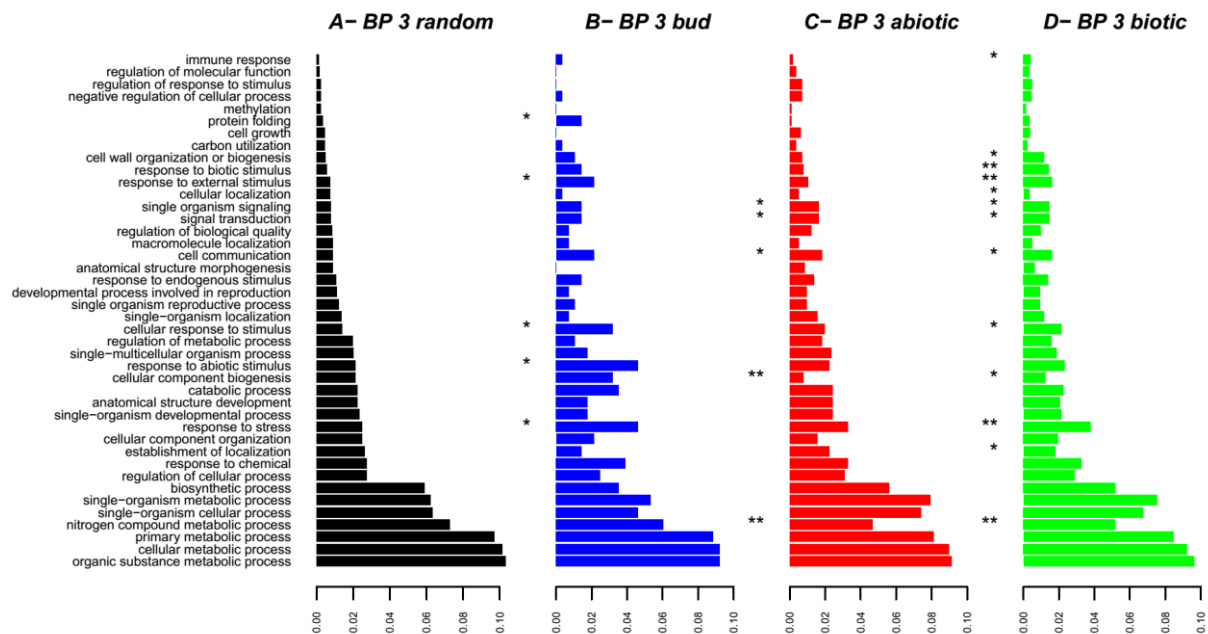 A− BP 3 random B− BP 3 bud C− BP 3 abiotic D− BP 3 biotic
immune response *
regulation of molecular function
regulation of response to stimulus
negative regulation of cellular process
methylation
protein folding *
cell growth
carbon utilization
cell wall organization or biogenesis *
response to biotic stimulus **
response to external stimulus * **
cellular localization *
single organism signaling * *
signal transduction * *
regulation of biological quality
macromolecule localization
cell communication * *
anatomical structure morphogenesis
response to endogenous stimulus
developmental process involved in reproduction
single organism reproductive process
single−organism localization
cellular response to stimulus * *
regulation of metabolic process
single−multicellular organism process
response to abiotic stimulus *
cellular component biogenesis ** *
catabolic process
anatomical structure development
single−organism developmental process
response to stress * **
cellular component organization
establishment of localization *
response to chemical
regulation of cellular process
biosynthetic process
single−organism metabolic process
single−organism cellular process
nitrogen compound metabolic process ** **
primary metabolic process
cellular metabolic process
organic substance metabolic process
0.00 0.02 0.04 0.06 0.08 0.10 0.00 0.02 0.04 0.06 0.08 0.10 0.00 0.02 0.04 0.06 0.08 0.10 0.00 0.02 0.04 0.06 0.08 0.10